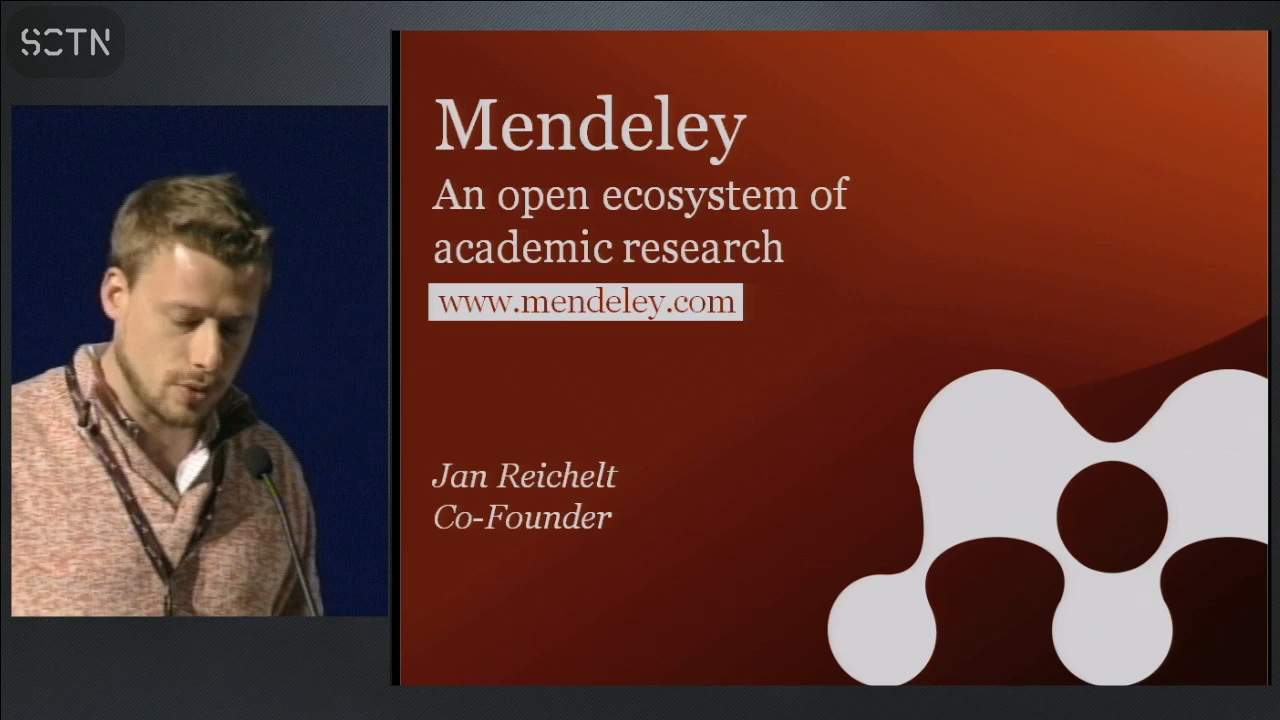 SCTN
Mendeley
An open ecosystem of
academic research
www.mendeley.com
Jan Reichelt
Co-Founder